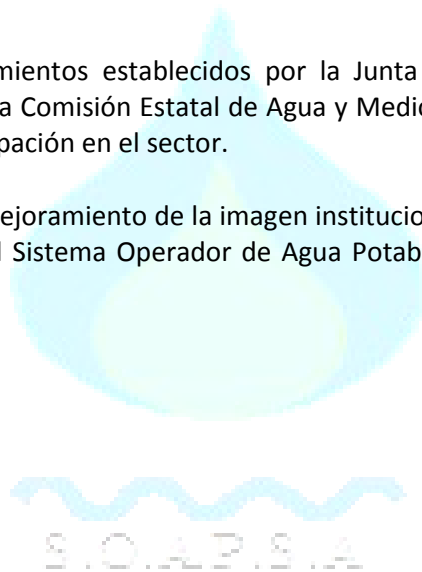 mientos establecidos por la Junta
a Comisión Estatal de Agua y Medio
pación en el sector.
ejoramiento de la imagen institucio
l Sistema Operador de Agua Potab
S.O.A.P.S.A